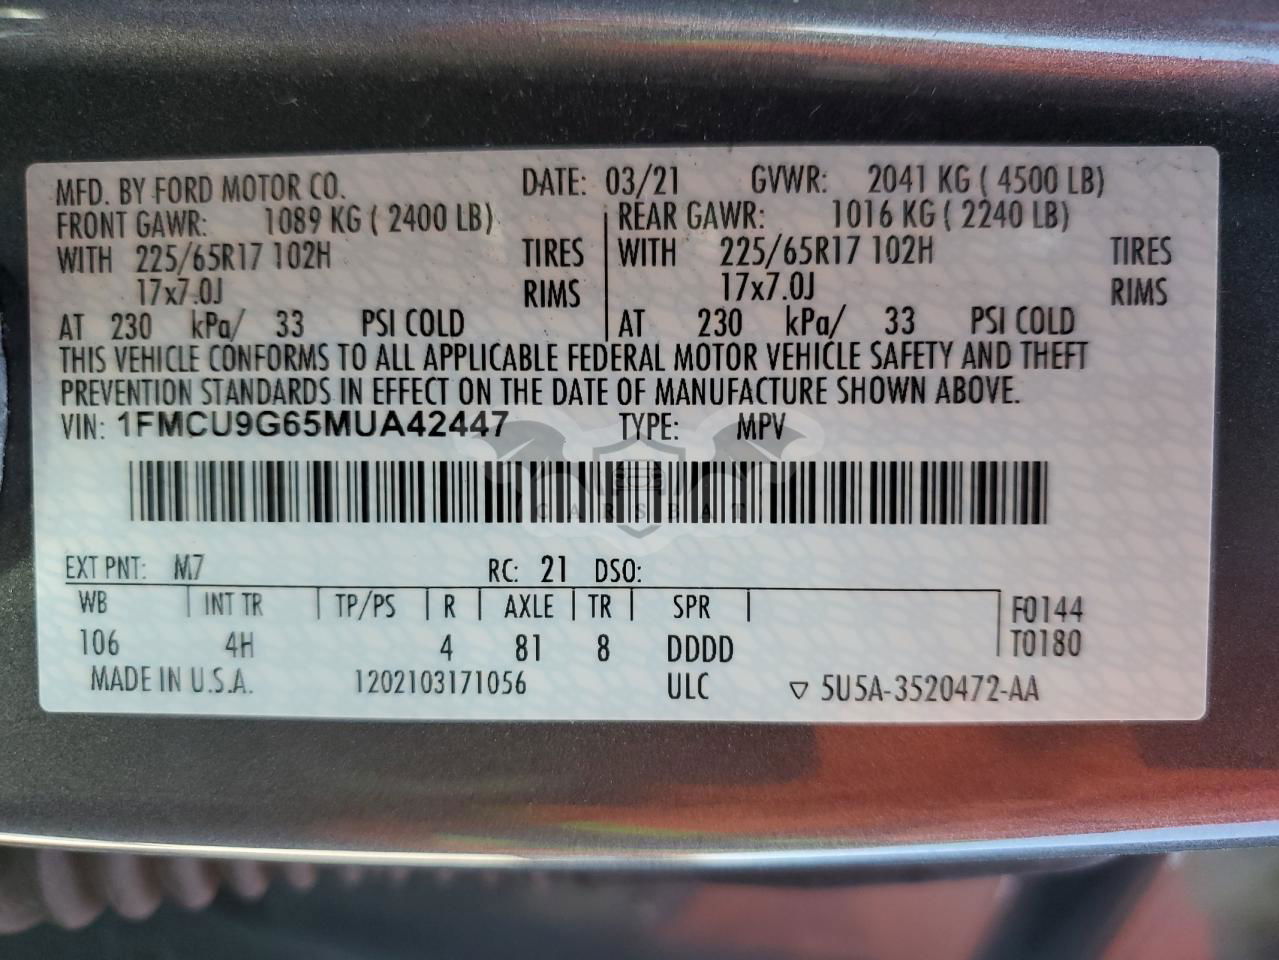 MFD. BY FORD MOTOR CO. DATE: 03/21 GVWR: 2041 KG ( 4500 LB)
FRONT GAWR: 1089 KG ( 2400 LB) REAR GAWR: 1016 KG ( 2240 LB)
WITH 225/65R17 102H TIRES WITH 225/65R17 102H TIRES
17x7.0J RIMS 17x7.0J RIMS
AT 230 kPa/ 33 PSI COLD AT 230 kPa/ 33 PSI COLD
THIS VEHICLE CONFORMS TO ALL APPLICABLE FEDERAL MOTOR VEHICLE SAFETY AND THEFT
PREVENTION STANDARDS IN EFFECT ON THE DATE OF MANUFACTURE SHOWN ABOVE.
VIN: 1FMCU9G65MUA42447 TYPE: MPV
CARSBAT
EXT PNT: M7 RC: 21 DSO:
WB INT TR TP/PS R AXLE TR SPR F0144
106 4H 4 81 8 DDDD T0180
MADE IN U.S.A. 1202103171056 ULC ▽ 5U5A-3520472-AA